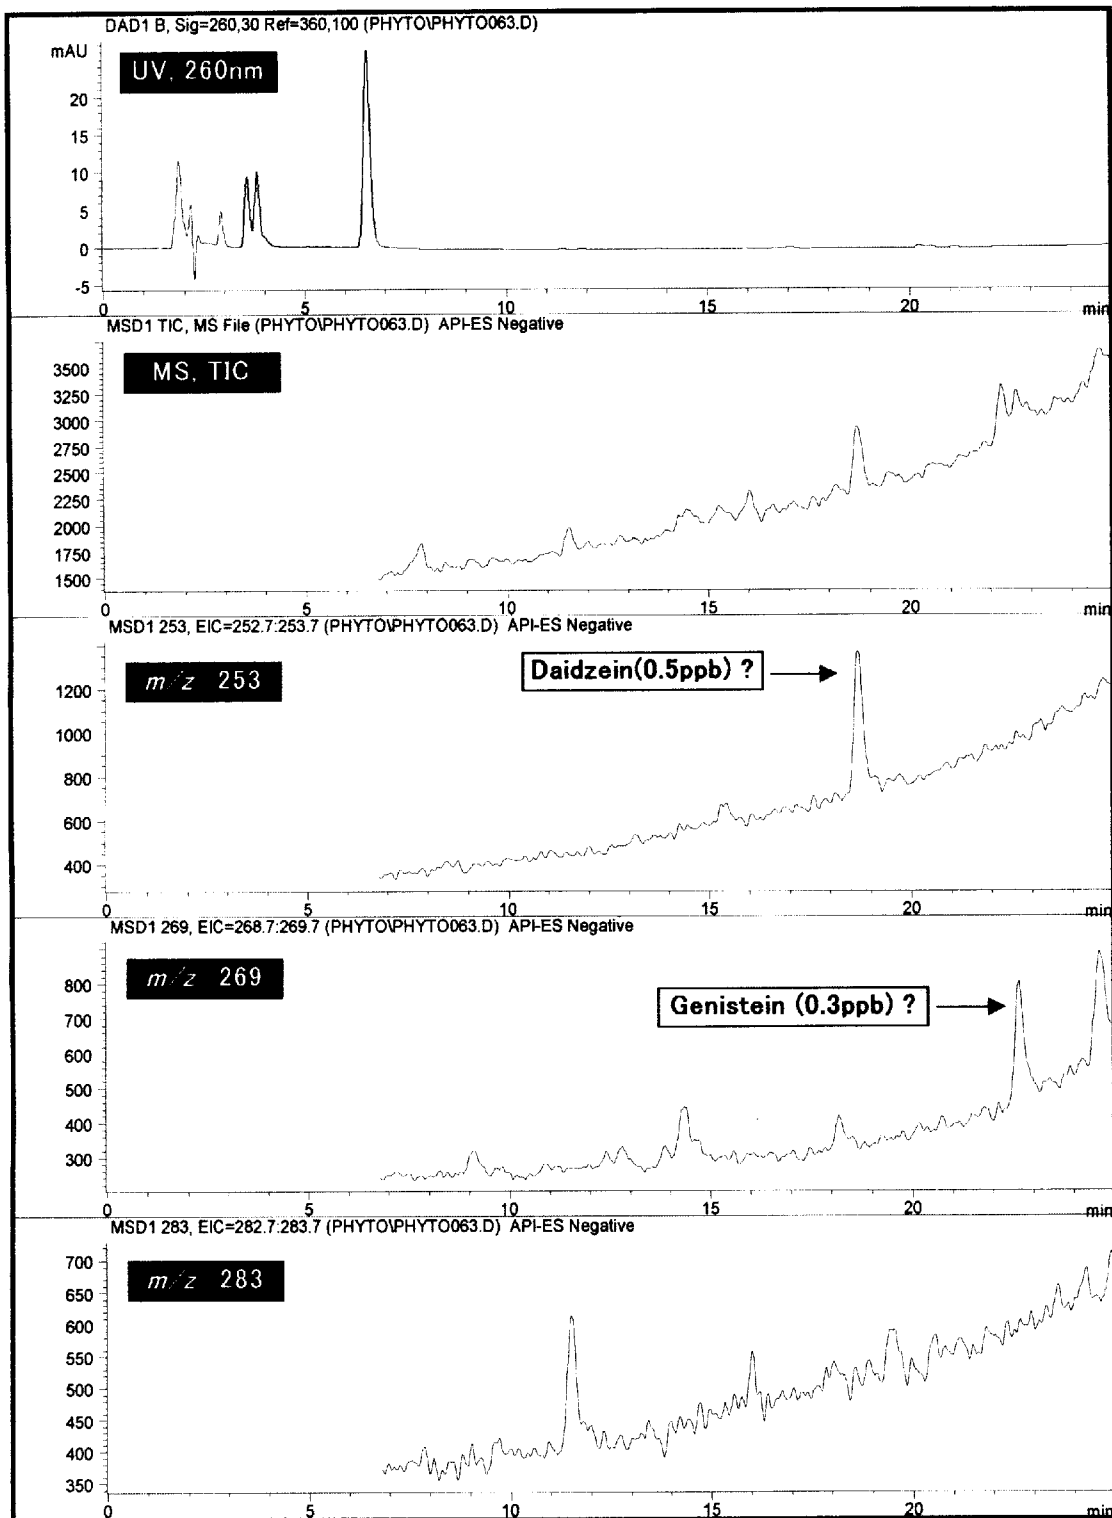 DAD1 B, Sig=260,30 Ref=360,100 (PHYTO\PHYTO063.D)
mAU
UV, 260nm
20
15
10
5
0
-5
0 5 10 15 20 min
MSD1 TIC, MS File (PHYTO\PHYTO063.D) API-ES Negative
MS, TIC
3500
3250
3000
2750
2500
2250
2000
1750
1500
0 5 10 15 20 min
MSD1 253, EIC=252.7:253.7 (PHYTO\PHYTO063.D) API-ES Negative
m/z 253
Daidzein(0.5ppb) ?
1200
1000
800
600
400
0 5 10 15 20 min
MSD1 269, EIC=268.7:269.7 (PHYTO\PHYTO063.D) API-ES Negative
m/z 269
Genistein (0.3ppb) ?
800
700
600
500
400
300
0 5 10 15 20 min
MSD1 283, EIC=282.7:283.7 (PHYTO\PHYTO063.D) API-ES Negative
m/z 283
700
650
600
550
500
450
400
350
0 5 10 15 20 min